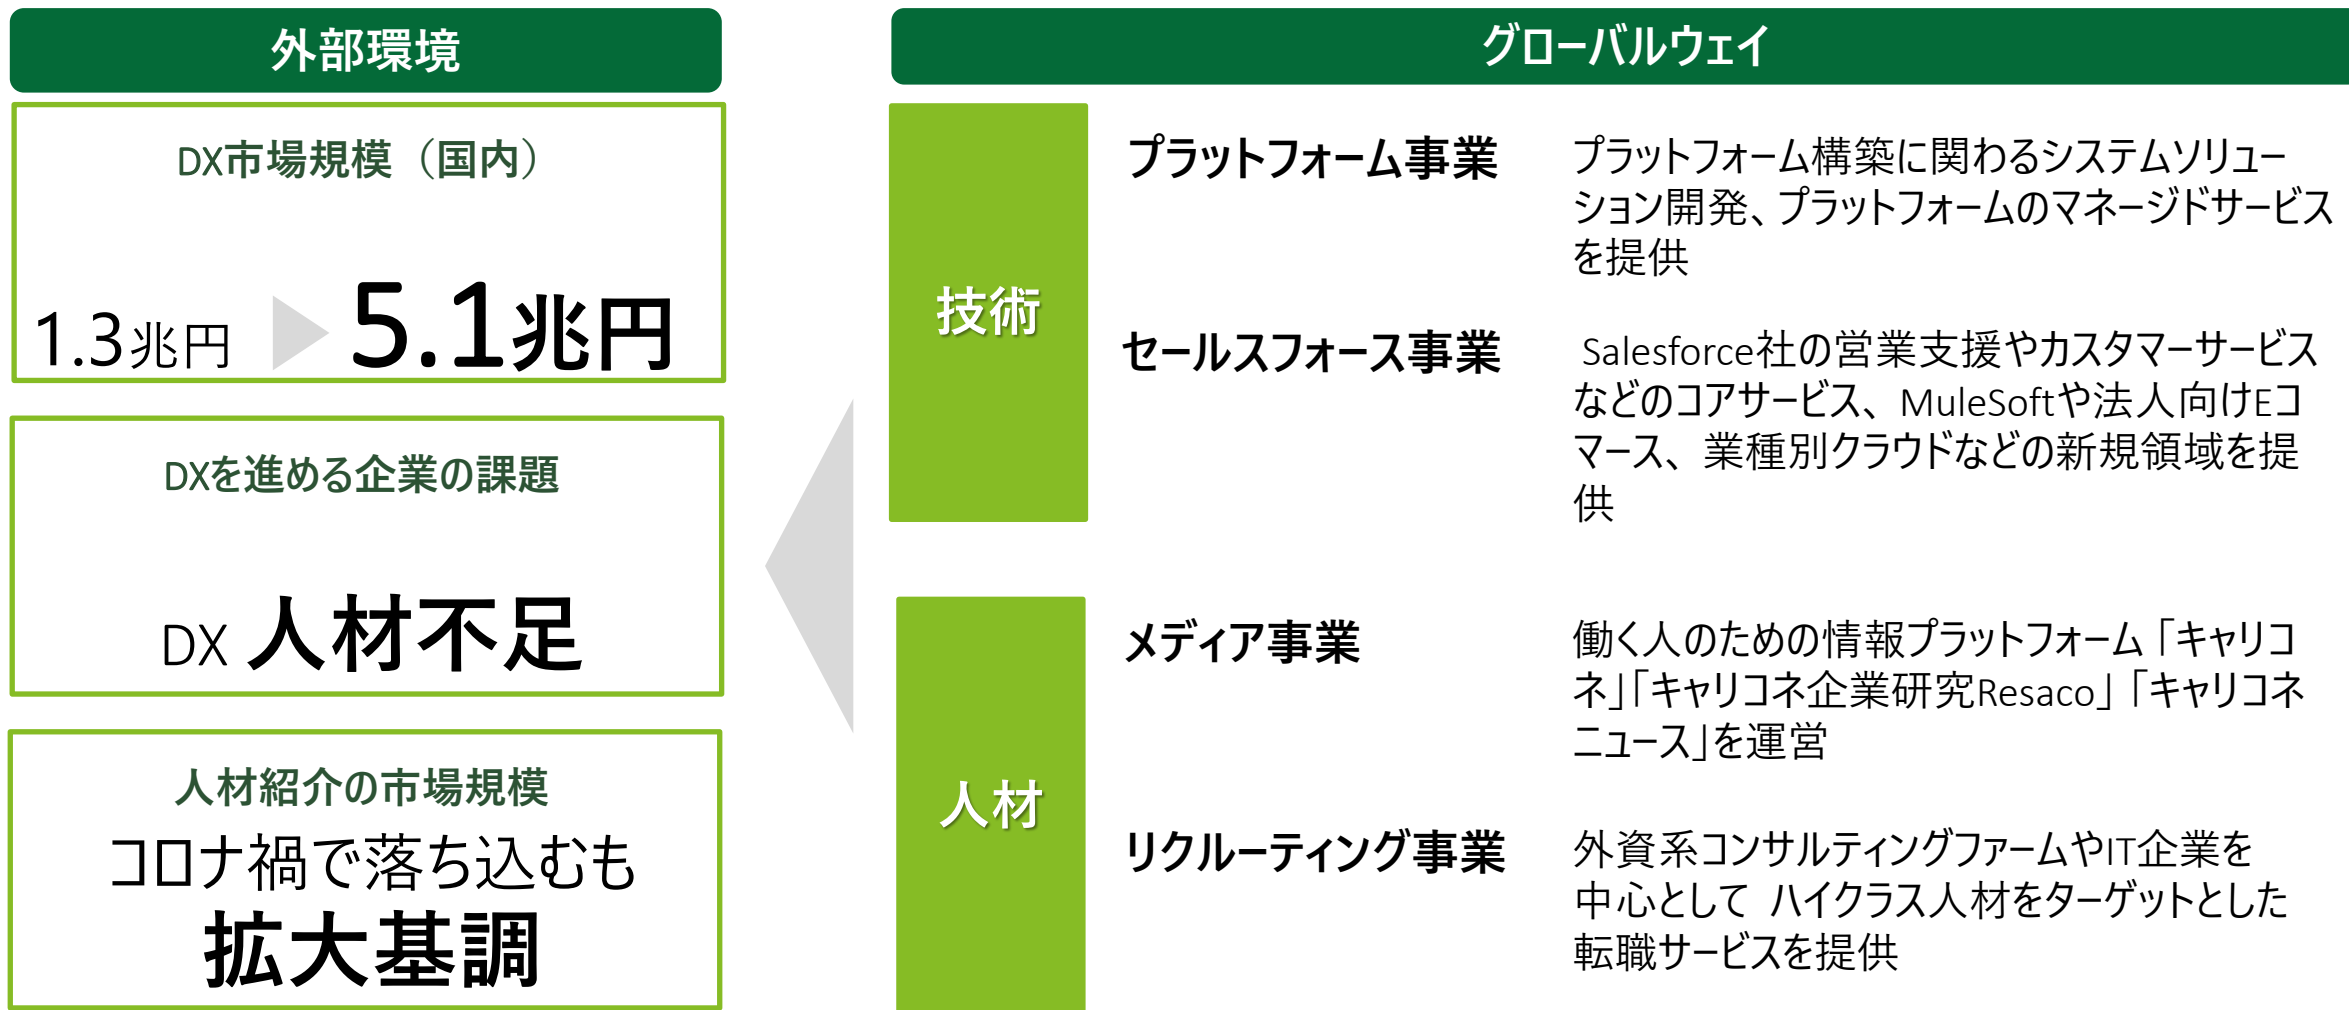 外部環境
DX市場規模（国内）
1.3兆円 5.1兆円
DXを進める企業の課題
DX 人材不足
人材紹介の市場規模
コロナ禍で落ち込むも
拡大基調
グローバルウェイ
技術
プラットフォーム事業
プラットフォーム構築に関わるシステムソリュー
ション開発、プラットフォームのマネージドサービス
を提供
セールスフォース事業
Salesforce社の営業支援やカスタマーサービス
などのコアサービス、MuleSoftや法人向けEコ
マース、業種別クラウドなどの新規領域を提
供
人材
メディア事業
働く人のための情報プラットフォーム「キャリコ
ネ」「キャリコネ企業研究Resaco」「キャリコネ
ニュース」を運営
リクルーティング事業
外資系コンサルティングファームやIT企業を
中心として ハイクラス人材をターゲットとした
転職サービスを提供